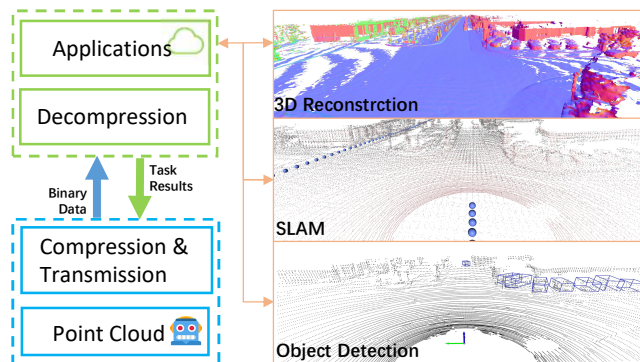 Applications
Decompression
Binary
Data
Task
Results
Compression &
Transmission
Point Cloud
3D Reconstrction
SLAM
Object Detection